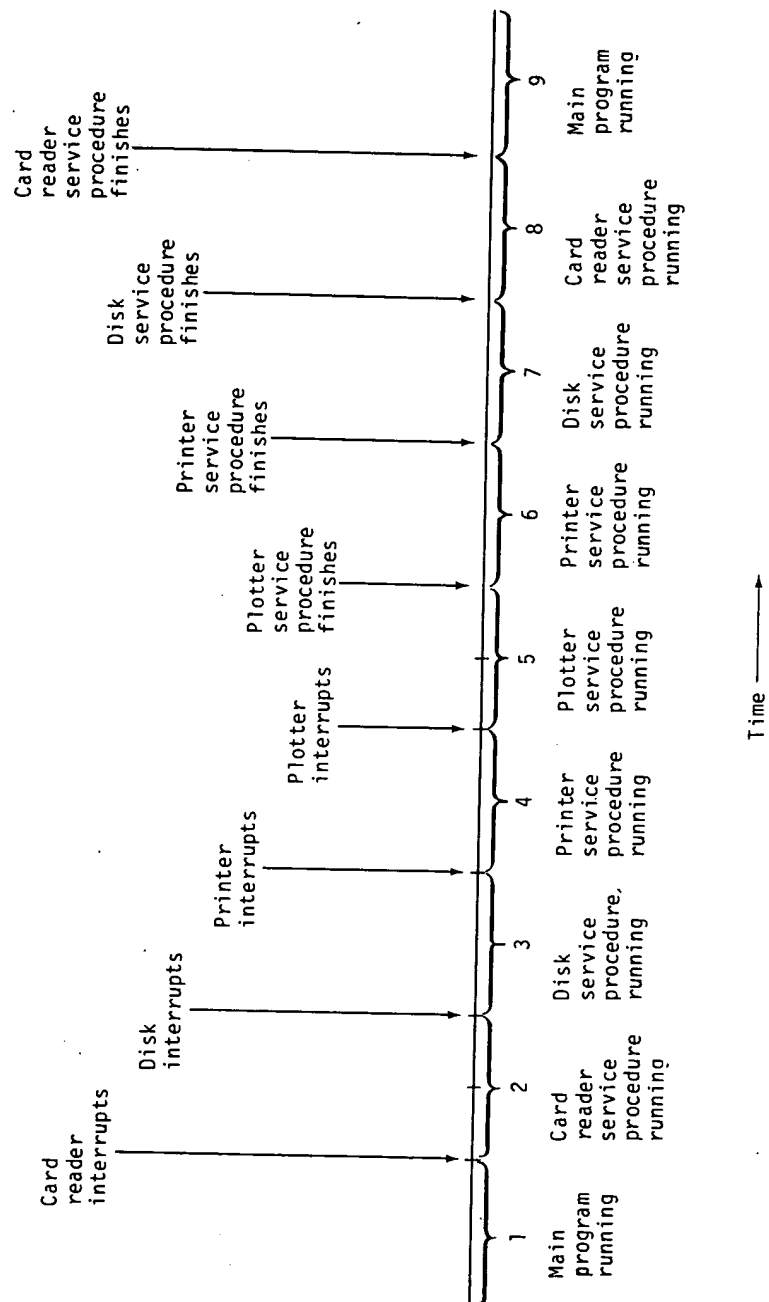 Card
reader
interrupts
Disk
interrupts
Printer
interrupts
Plotter
interrupts
Plotter
service
procedure
finishes
Printer
service
procedure
finishes
Disk
service
procedure
finishes
Card
reader
service
procedure
finishes
1
2
3
4
5
6
7
8
9
Main
program
running
Card
reader
service
procedure
running
Disk
service
procedure,
running
Printer
service
procedure
running
Plotter
service
procedure
running
Printer
service
procedure
running
Disk
service
procedure
running
Card
reader
service
procedure
running
Main
program
running
Time